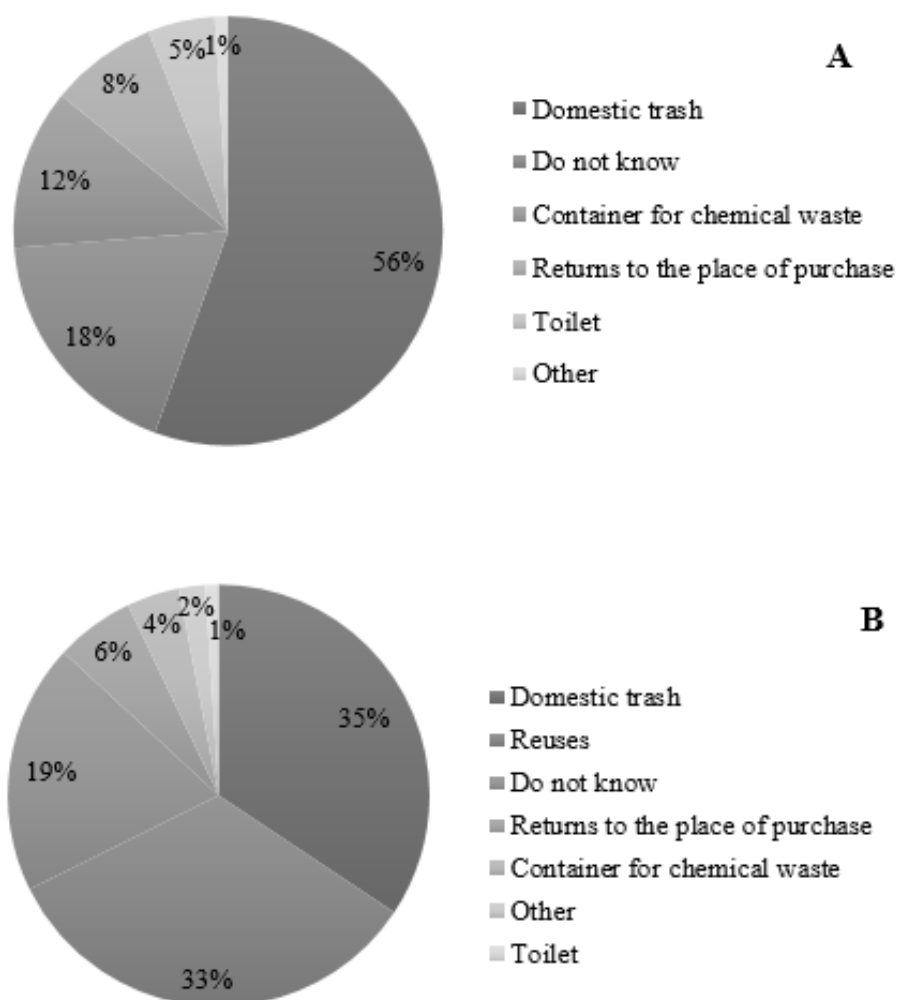 5%
1%
8%
12%
56%
18%
A
Domestic trash
Do not know
Container for chemical waste
Returns to the place of purchase
Toilet
Other
2%
4%
1%
6%
35%
19%
33%
B
Domestic trash
Reuses
Do not know
Returns to the place of purchase
Container for chemical waste
Other
Toilet